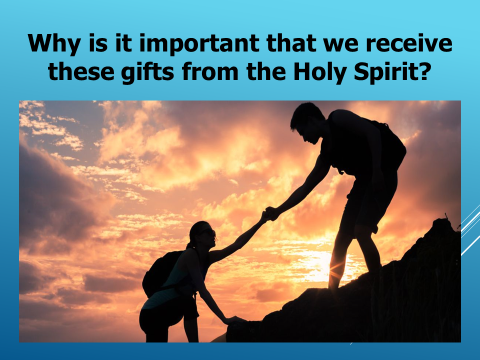 Why is it important that we receive
these gifts from the Holy Spirit?